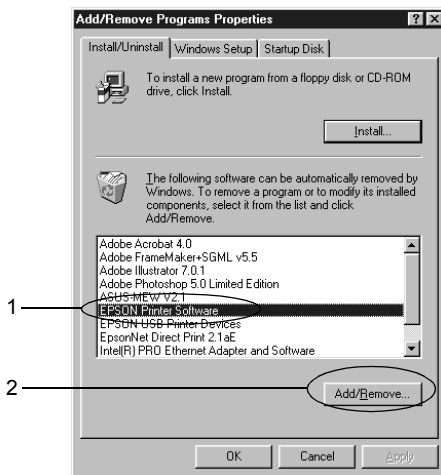 Add/Remove Programs Properties
Install/Uninstall Windows Setup Startup Disk
To install a new program from a floppy disk or CD-ROM
drive, click Install.
Install...
The following software can be automatically removed by
Windows. To remove a program or to modify its installed
components, select it from the list and click
Add/Remove.
Adobe Acrobat 4.0
Adobe FrameMaker+SGML v5.5
Adobe Illustrator 7.0.1
Adobe Photoshop 5.0 Limited Edition
ASUS MEW V2.1
1
EPSON Printer Software
EPSON USB Printer Devices
EpsonNet Direct Print 2.1aE
Intel(R) PRO Ethernet Adapter and Software
2
Add/Remove...
OK Cancel Apply